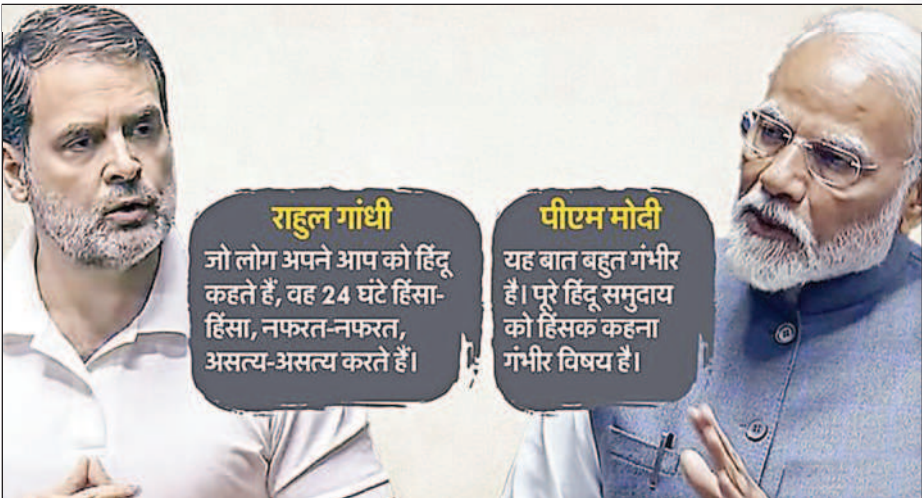 राहुल गांधी
जो लोग अपने आप को हिंदू
कहते हैं, वह 24 घंटे हिंसा-
हिंसा, नफरत-नफरत,
असत्य-असत्य करते हैं।
पीएम मोदी
यह बात बहुत गंभीर
है। पूरे हिंदू समुदाय
को हिंसक कहना
गंभीर विषय है।